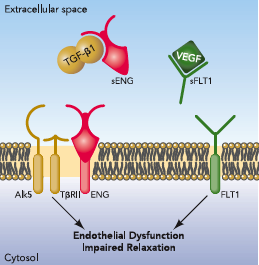 Extracellular space
TGF-β1
VEGF
sENG
sFLT1
Alk5
TβRII
ENG
FLT1
Endothelial Dysfunction
Impaired Relaxation
Cytosol